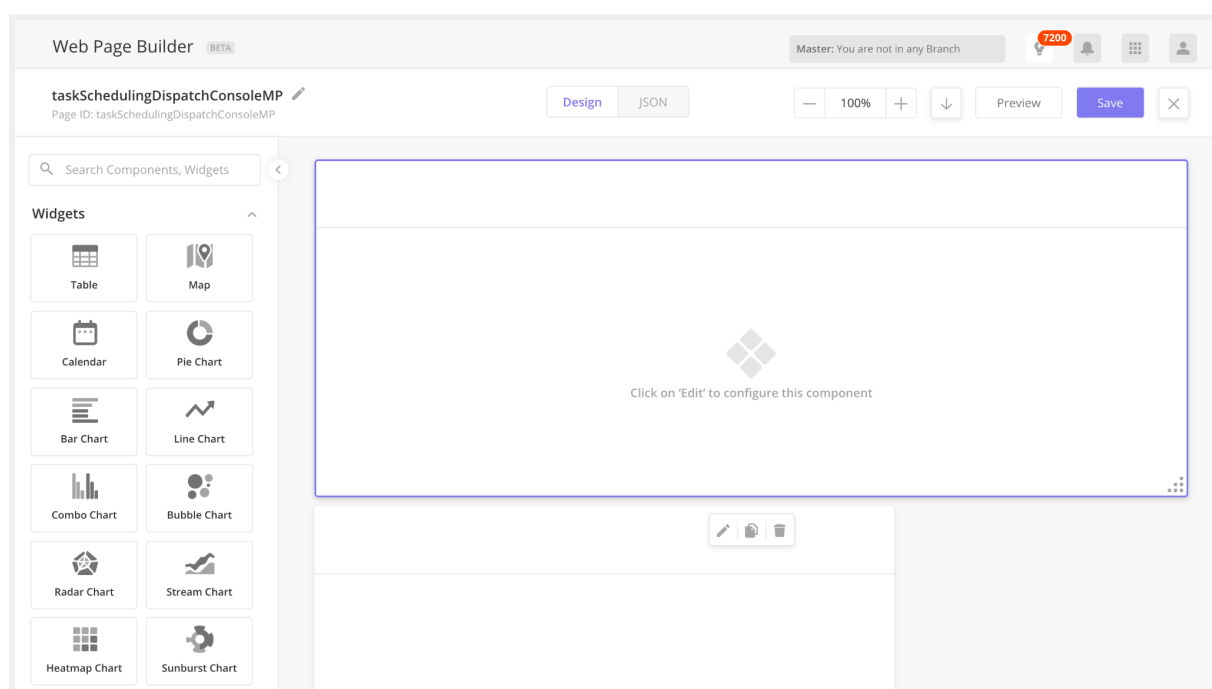 Web Page Builder BETA
Master: You are not in any Branch
7200
taskSchedulingDispatchConsoleMP
Page ID: taskSchedulingDispatchConsoleMP
Design JSON
100%
Preview
Save
Search Components, Widgets
Widgets
Table Map
Calendar Pie Chart
Bar Chart Line Chart
Combo Chart Bubble Chart
Radar Chart Stream Chart
Heatmap Chart Sunburst Chart
Click on ‘Edit’ to configure this component